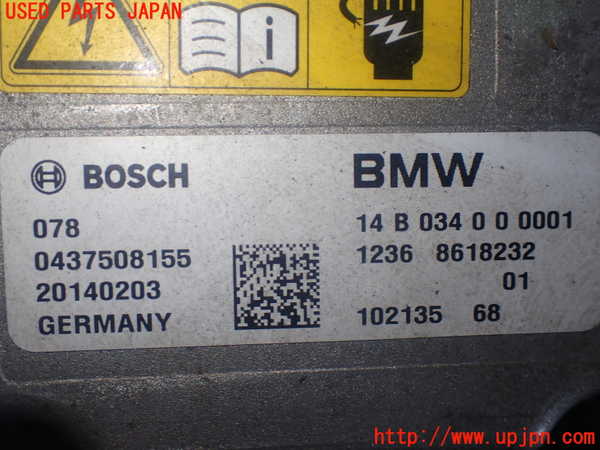 USED PARTS JAPAN
BOSCH
BMW
078
14 B 034 0 0 0001
0437508155
1236 8618232
20140203
01
GERMANY
102135 68
UPJ
http://www.upjpn.com/